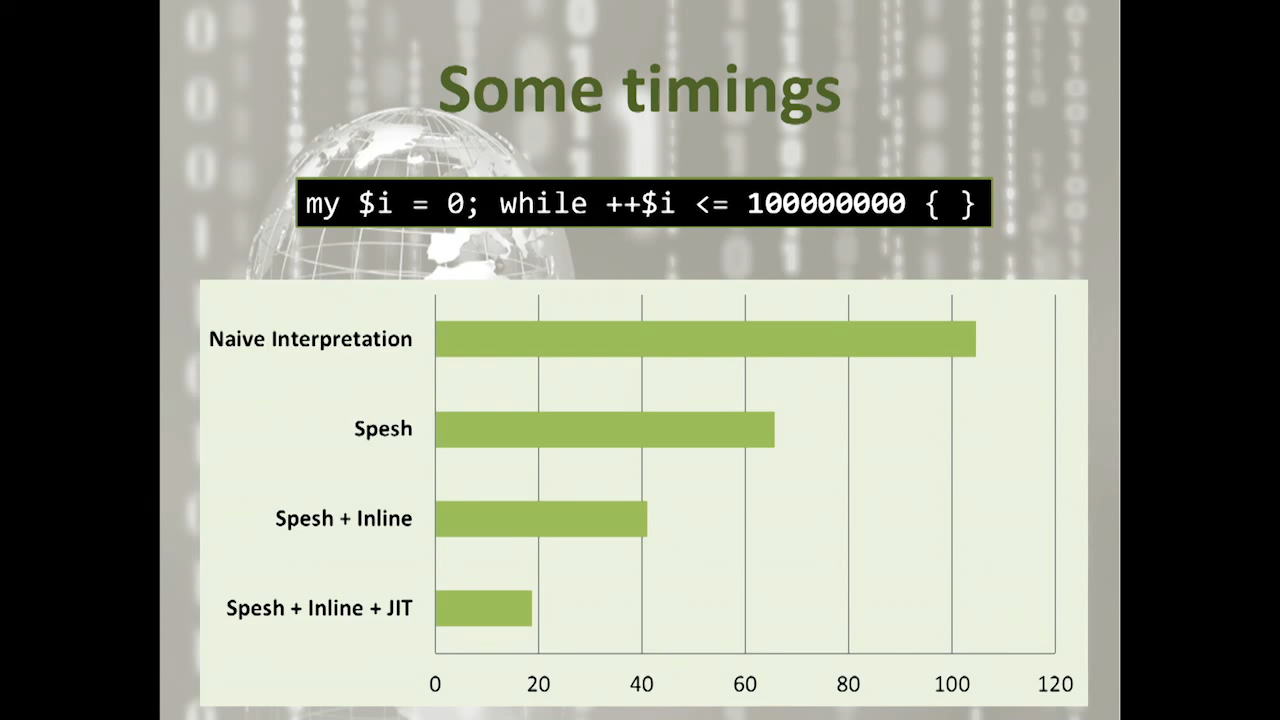 Some timings
my $i = 0; while ++$i <= 100000000 { }
Naive Interpretation
Spesh
Spesh + Inline
Spesh + Inline + JIT
0 20 40 60 80 100 120